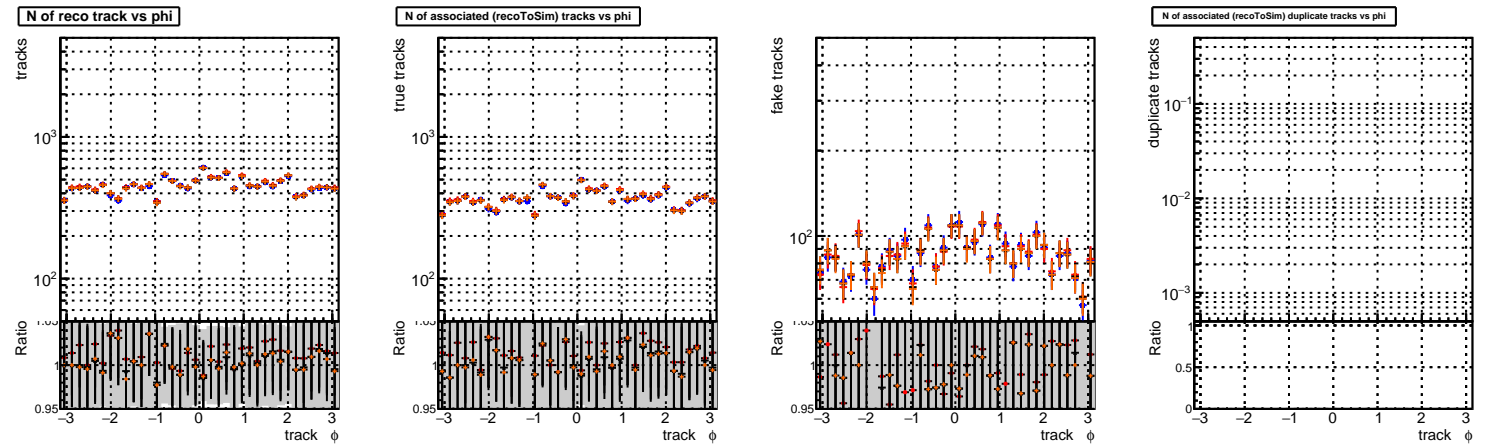 N of reco track vs phi
tracks
10³
10²
Ratio
1.05
1
0.95
−3 −2 −1 0 1 2 3
track ϕ
N of associated (recoToSim) tracks vs phi
true tracks
10³
10²
Ratio
1.05
1
0.95
−3 −2 −1 0 1 2 3
track ϕ
fake tracks
10²
Ratio
1.05
1
0.95
−3 −2 −1 0 1 2 3
track ϕ
N of associated (recoToSim) duplicate tracks vs phi
duplicate tracks
10⁻¹
10⁻²
10⁻³
Ratio
1
0.5
0
−3 −2 −1 0 1 2 3
track ϕ